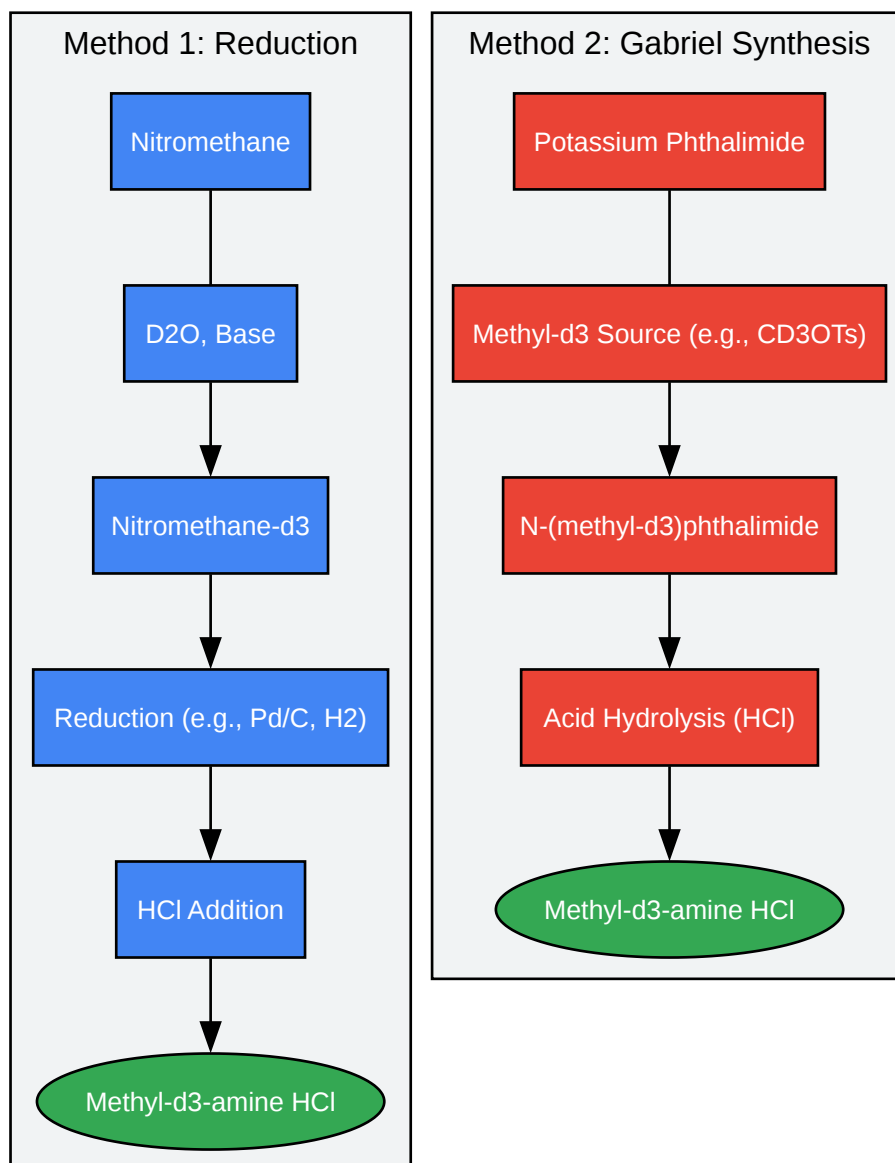 Method 1: Reduction
Nitromethane
D2O, Base
Nitromethane-d3
Reduction (e.g., Pd/C, H2)
HCl Addition
Methyl-d3-amine HCl
Method 2: Gabriel Synthesis
Potassium Phthalimide
Methyl-d3 Source (e.g., CD3OTs)
N-(methyl-d3)phthalimide
Acid Hydrolysis (HCl)
Methyl-d3-amine HCl